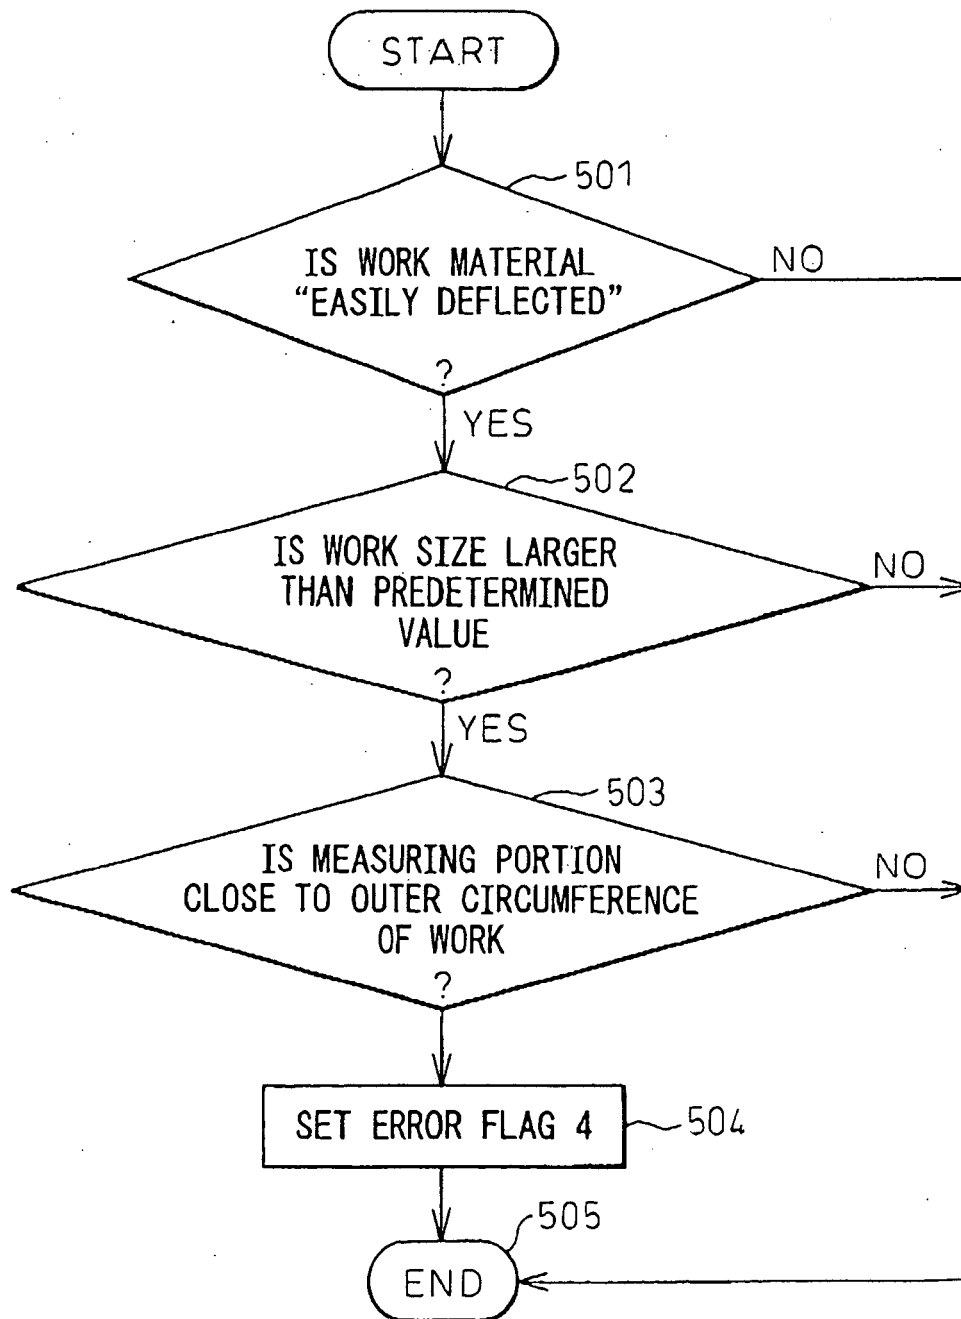 START
501
IS WORK MATERIAL
“EASILY DEFLECTED”
?
NO
YES
502
IS WORK SIZE LARGER
THAN PREDETERMINED
VALUE
?
NO
YES
503
IS MEASURING PORTION
CLOSE TO OUTER CIRCUMFERENCE
OF WORK
?
NO
SET ERROR FLAG 4
504
505
END